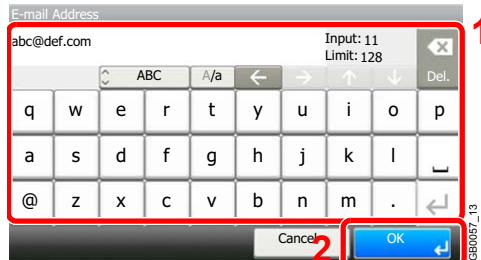 E-mail Address
1
abc@def.com
Input: 11
Limit: 128
Del.
ABC A/a ← → ↑ ↓
q w e r t y u i o p
a s d f g h j k l
@ z x c v b n m .
Cancel 2 OK
GB0057_13